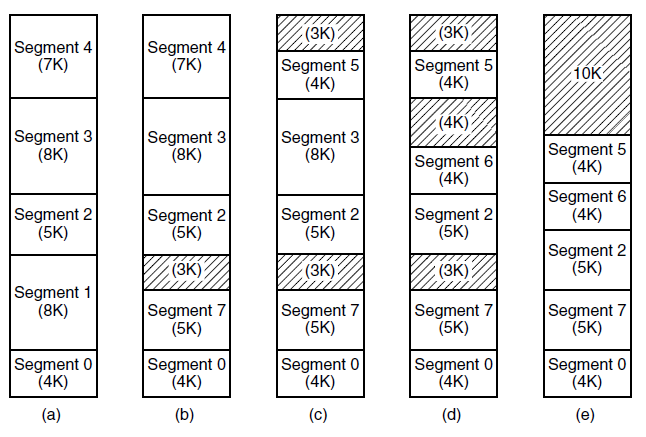 Segment 4
(7K)
Segment 3
(8K)
Segment 2
(5K)
Segment 1
(8K)
Segment 0
(4K)
(a)
Segment 4
(7K)
Segment 3
(8K)
Segment 2
(5K)
(3K)
Segment 7
(5K)
Segment 0
(4K)
(b)
(3K)
Segment 5
(4K)
Segment 3
(8K)
Segment 2
(5K)
(3K)
Segment 7
(5K)
Segment 0
(4K)
(c)
(3K)
Segment 5
(4K)
(4K)
Segment 6
(4K)
Segment 2
(5K)
(3K)
Segment 7
(5K)
Segment 0
(4K)
(d)
10K
Segment 5
(4K)
Segment 6
(4K)
Segment 2
(5K)
Segment 7
(5K)
Segment 0
(4K)
(e)